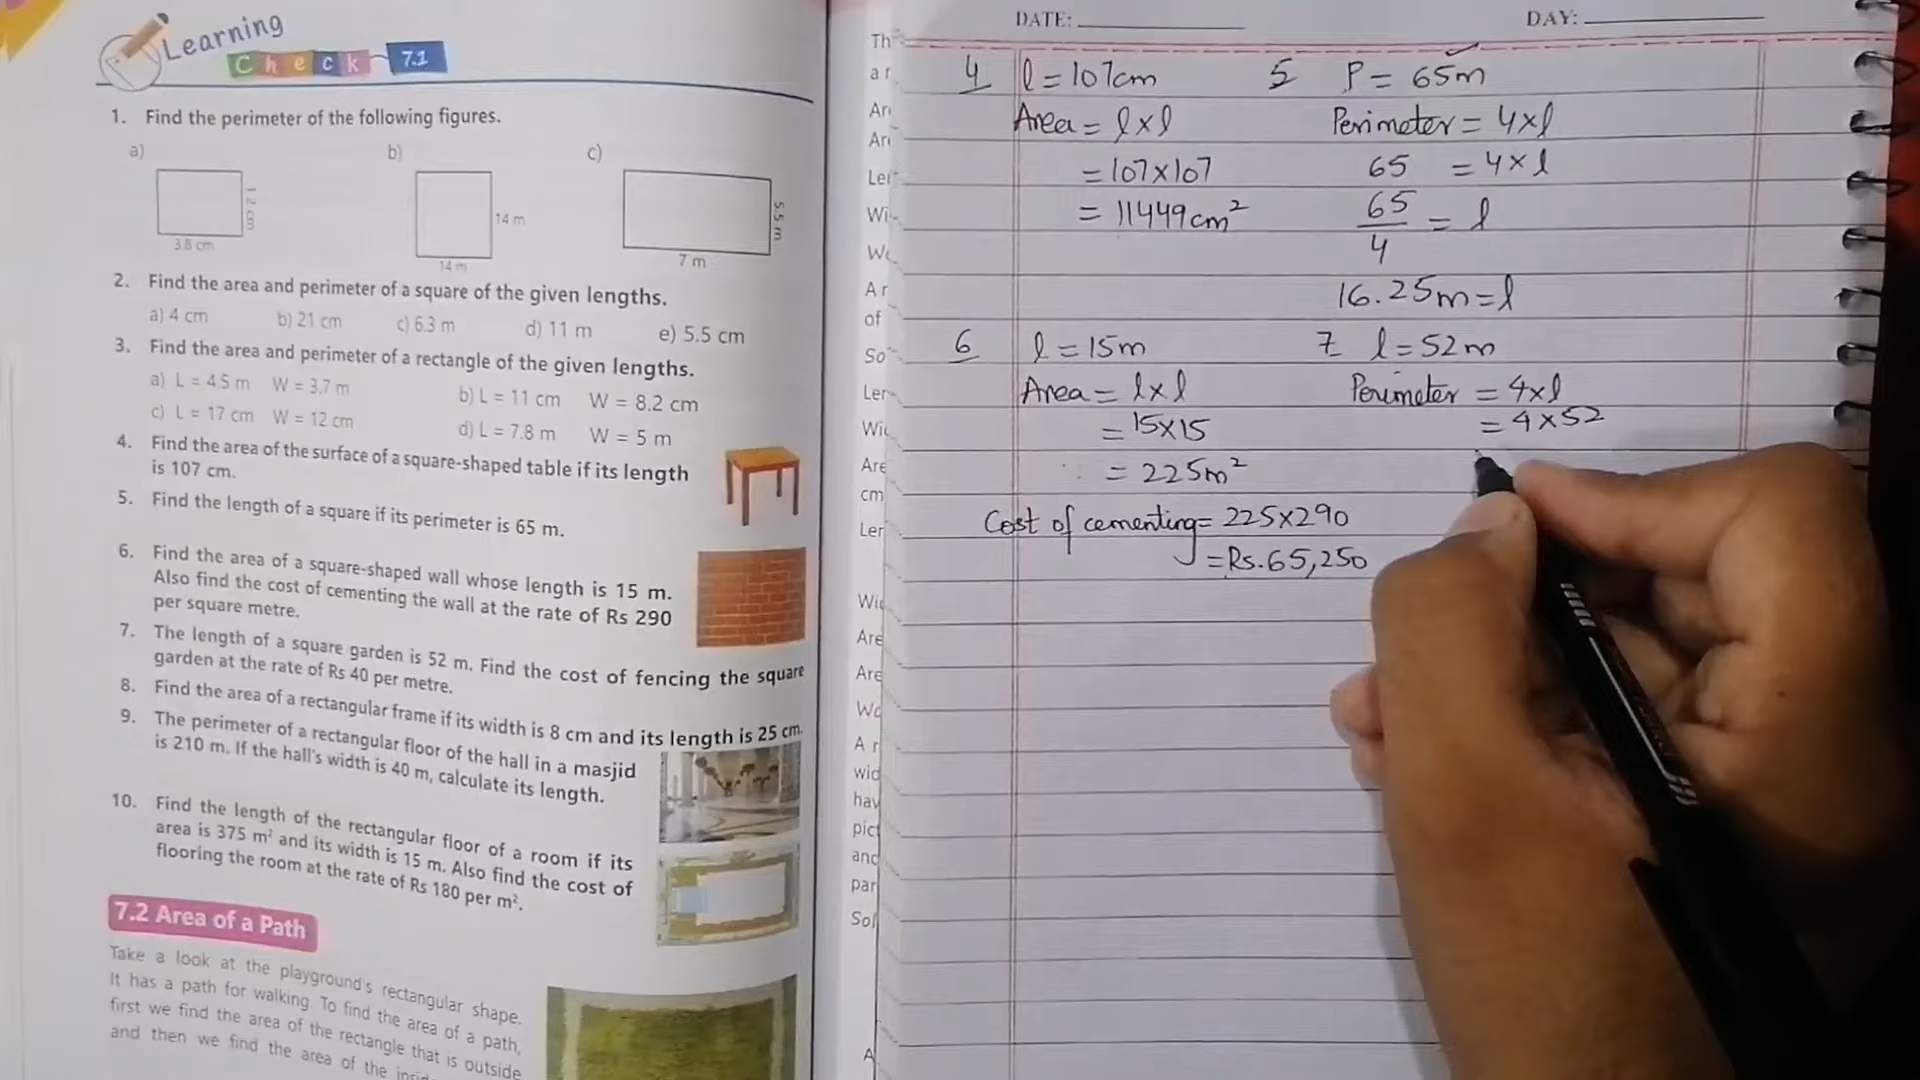 Learning
Check 7.1
1. Find the perimeter of the following figures.
a)
b)
c)
3.8 cm
14 m
14 m
5.5 m
7 m
2. Find the area and perimeter of a square of the given lengths.
a) 4 cm b) 21 cm c) 6.3 m d) 11 m e) 5.5 cm
3. Find the area and perimeter of a rectangle of the given lengths.
a) L = 4.5 m W = 3.7 m b) L = 11 cm W = 8.2 cm
c) L = 17 cm W = 12 cm d) L = 7.8 m W = 5 m
4. Find the area of the surface of a square-shaped table if its length
is 107 cm.
5. Find the length of a square if its perimeter is 65 m.
6. Find the area of a square-shaped wall whose length is 15 m.
Also find the cost of cementing the wall at the rate of Rs 290
per square metre.
7. The length of a square garden is 52 m. Find the cost of fencing the square
garden at the rate of Rs 40 per metre.
8. Find the area of a rectangular frame if its width is 8 cm and its length is 25 cm.
9. The perimeter of a rectangular floor of the hall in a masjid
is 210 m. If the hall's width is 40 m, calculate its length.
10. Find the length of the rectangular floor of a room if its
area is 375 m² and its width is 15 m. Also find the cost of
flooring the room at the rate of Rs 180 per m².
7.2 Area of a Path
Take a look at the playground's rectangular shape.
It has a path for walking. To find the area of a path,
first we find the area of the rectangle that is outside
and then we find the area of the
DATE: DAY:
4 l = 107cm
Area = l × l
= 107×107
= 11449cm²
5 P = 65m
Perimeter = 4×l
65 = 4×l
65
4 = l
16.25m = l
6 l = 15m
Area = l×l
= 15×15
= 225m²
Cost of cementing = 225×290
= Rs. 65,250
7 l = 52m
Perimeter = 4×l
= 4×52